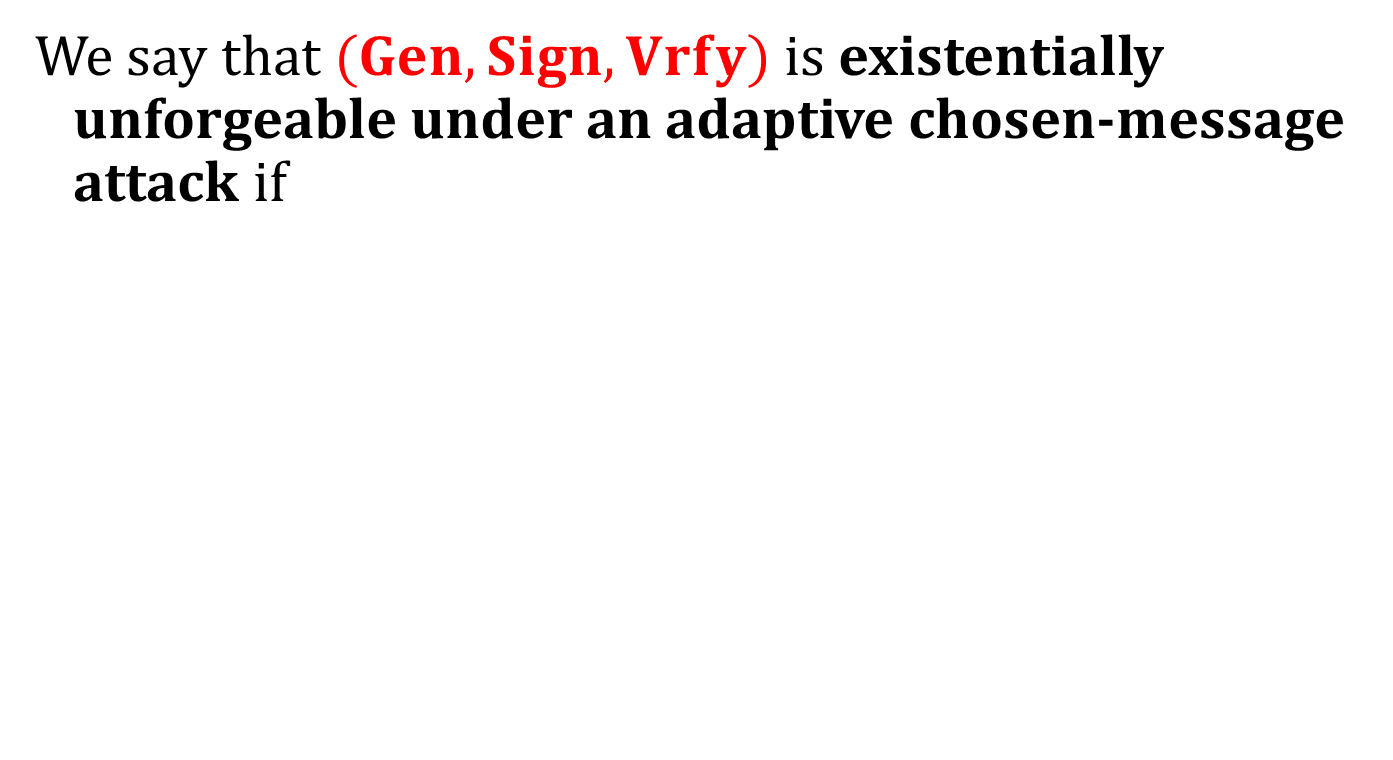 We say that (Gen, Sign, Vrfy) is existentially
unforgeable under an adaptive chosen-message
attack if